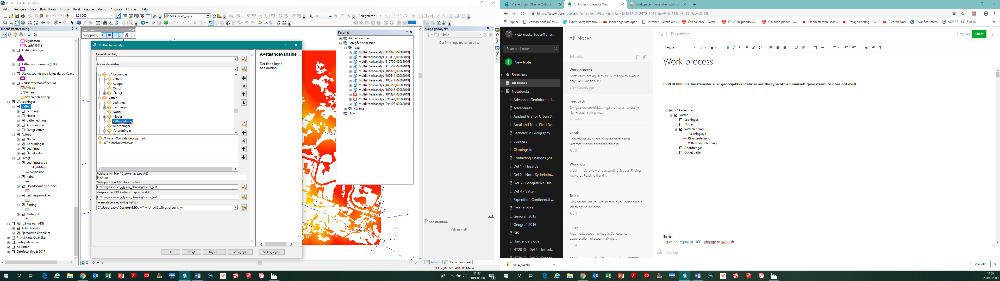 VICTOR DATA - ArcMap
Arkiv Redigera Visa Bokmärken Infoga Urval Geobearbetning Anpassa Fönster Hjälp
1:24 000
MKA-test5_layer
Redigerare
Innehållsförteckning
Skyddszon
Upph150918
Trafikmätningar
Tätbebyggt område (LTF)
Utökat strandskydd längs del av Voxna
Verksamhetsområden VA
Avlopp
Vatten
Vatten och avlopp
VA Ledningar
Vatten
Ledningar
Noder
Vattenledning
Anordningar
Övrigt vatten
Avlopp
Noder
Anordningar
Ledningar
Övrigt avlopp
Övrigt
Ledningsskydd
Skyddstyp
Skyddsrör
Kabel
Skyddsområde tunnel
Ledningsområde
Ritning
Kartografi
Fjärrvärme och ADB
ADB Ovanåker
Fjärrvärme Ovanåker
Primärkarta Ovanåker
Fastighetskartan
cX kartan
Ortofoto, flygår 2017
Snappning
Snappning
Multikriterieanalys
Omraade (valfritt)
Avstaandsvariabler
VA Ledningar
Vatten
Avlopp
Övrigt
Övrigt
Vatten
Ledningar
Ledningar
Noder
Noder
Vattenledning
Anordningar
Anordningar
cX kartan\Markdata-Bebyggd mark
LST X-län\Naturreservat
Projektnamn - Max 10 tecken av type A-Z
MKA-test
Workspace (maalplats foer resultat)
H:\Energiaspekter_i_fysisk_planering\victor_test
Maalplats foer PDF-karta och rapport (valfritt)
H:\Energiaspekter_i_fysisk_planering\victor_test
Referenslager med styling (valfritt)
C:\Users\pasva\Desktop\MKA_v4\MKA_v4\Stylingsreferens.lyr
OK Avbryt Miljöer... << Dölj hjälp Verktygshjälp
Avstaandsvariabler
Det finns ingen
beskrivning
Resultat
Aktuell session
Föregående session
Idag
Multikriterieanalys [111846_02082019]
Multikriterieanalys [111437_02082019]
Multikriterieanalys [110750_02082019]
Multikriterieanalys [110557_02082019]
Multikriterieanalys [105828_02082019]
Multikriterieanalys [105644_02082019]
Multikriterieanalys [105542_02082019]
Multikriterieanalys [102656_02082019]
Multikriterieanalys [102048_02082019]
Multikriterieanalys [101827_02082019]
Multikriterieanalys [095547_02082019]
Multikriterieanalys [094107_02082019]
Kör inte
Delat
Skapa geoobjekt
<Sök>
Det finns inga mallar att visa.
Konstruktion
Välj en mall.
Attribut Skapa geoobjekt
Katalog
Search
113057,07 6810418,385 Meter
11:37
2019-02-08
Mail – Victor Olsen – Outlook
All Notes - Evernote Web
workspace - Error when path con
https://www.evernote.com/client/web#?an=true&n=646368d2-2472-4079-be49-1d443bb8d77a&s=s313&
Appar voxnan-se0630055-... Extern karttjänst för... PlaneringsKatalogen Intranet - Ovanåker... Ovanaker.se - Ovan... ÖP 2030_plandoku... Gällande planer - O... Planbestämmelseka... Detaljplanering - P... Ciceron DoÄ OvanåkerIntern 5QF 071 151_5NF 0...
victor.mackenhauer@gma...
Search all notes...
New Note
Shortcuts
All Notes
Notebooks
Advanced Geoinformati...
Adventures
Applied GIS for Urban S...
Areal and Near-Field Re...
Bachelor in Geography
Business
Clippings.io
Conflicting Changes (20...
Del 1 - Hazards
Del 2 - Nord-Sydrelation...
Del 3 - Geografiska Dile...
Del 4 - Vatten
Expedition Continental ...
Free Studies
Geografi 2015
Geografi 2016
GIS
Hardangervidda
HT2013 - Del 1 - Introd...
HT2013 - Del 2 - Proces...
All Notes
895 notes
Work process
Edits: -'sum not equal to 100' - change to swedish
only LAST variable in li...
a few seconds ago
Feedback
Övriga problem/förbättringar: ref-layer -andra lyr
filer = crash styling me...
Yesterday
vocab
understödja en punkt, punkten detaljhandel
varemot, medan användarvänlig pr...
Feb 5
Work log
Week 1: - Lit review Understanding Scopus Finding
keywords Reading first 6 ...
Feb 5
To do
Look for the job you would take if you didnt need a
job things to do: defin...
Feb 4
lingo
lingo herbaceous - urteagtig Senescence -
degeneration inflection - afvigel...
Feb 4
Ovanåker
Only you
Share
Default 14
Work process
ERROR 000860: Indataraster eller geoobjektkälldata: is not the type of Sammansatt geodataset, or does not exist.
VA Ledningar
Vatten
Ledningar
Noder
Vattenledning
Ledningstyp
Råvattenledning
Vatten huvudledning
Anordningar
Övrigt vatten
Edits:
-'sum not equal to 100' - change to swedish
Add tag
MKA_v4.zip
Visa alla
11:37
2019-02-08